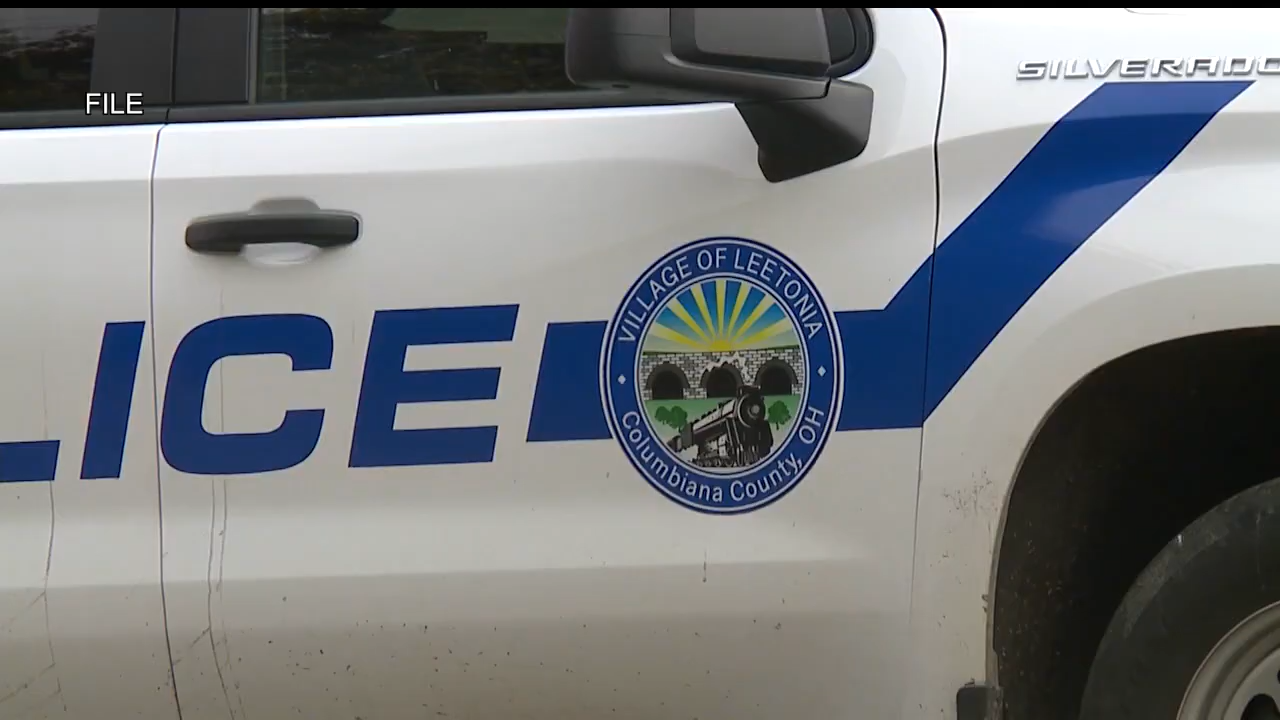 SILVERADO
FILE
LICE
VILLAGE OF LEETONIA
Columbiana County, OH